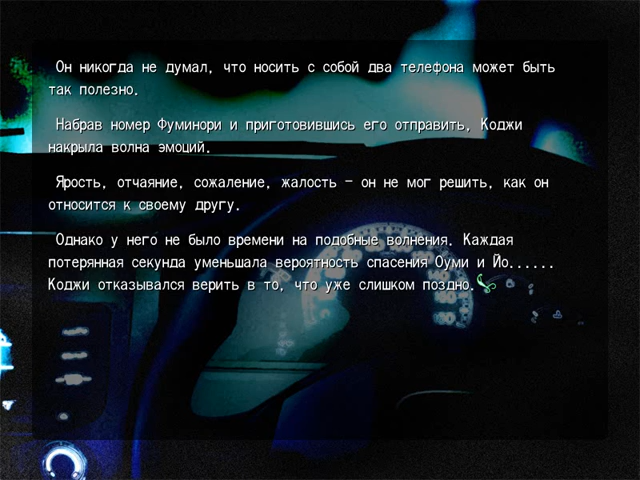 Он никогда не думал, что носить с собой два телефона может быть
так полезно.
Набрав номер Фуминори и приготовившись его отправить, Коджи
накрыла волна эмоций.
Ярость, отчаяние, сожаление, жалость — он не мог решить, как он
относится к своему другу.
Однако у него не было времени на подобные волнения. Каждая
потерянная секунда уменьшала вероятность спасения Оуми и Йо......
Коджи отказывался верить в то, что уже слишком поздно.